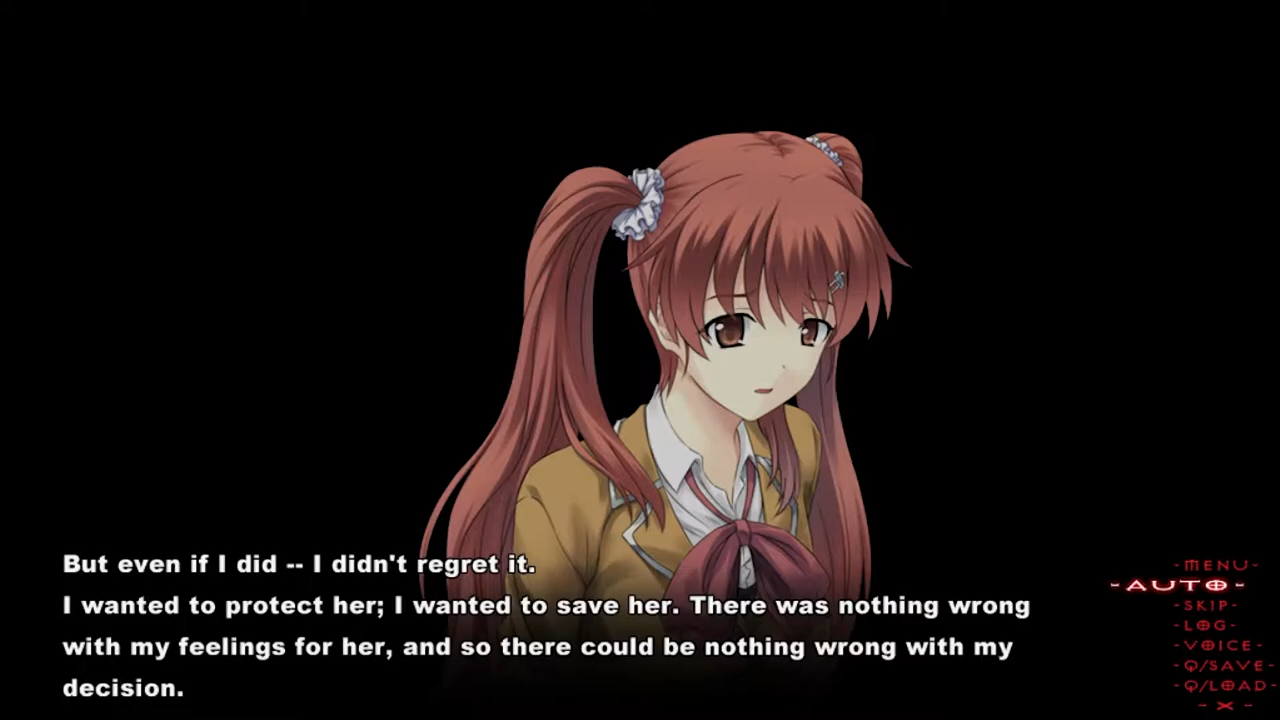 But even if I did -- I didn't regret it.
I wanted to protect her; I wanted to save her. There was nothing wrong
with my feelings for her, and so there could be nothing wrong with my
decision.
-MENU-
-AUTO-
-SKIP-
-LOG-
-VOICE-
-Q/SAVE-
-Q/LOAD-
-X-